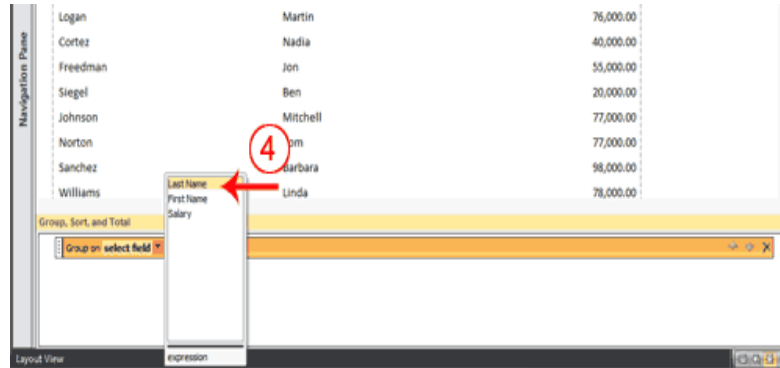 Logan Martin 76,000.00
Cortez Nadia 40,000.00
Freedman Jon 55,000.00
Siegel Ben 20,000.00
Johnson Mitchell 77,000.00
Norton om 77,000.00
Sanchez Barbara 98,000.00
Williams Linda 78,000.00
Navigation Pane
4
Last Name
First Name
Salary
expression
Group, Sort, and Total
Group on select field
Layout View